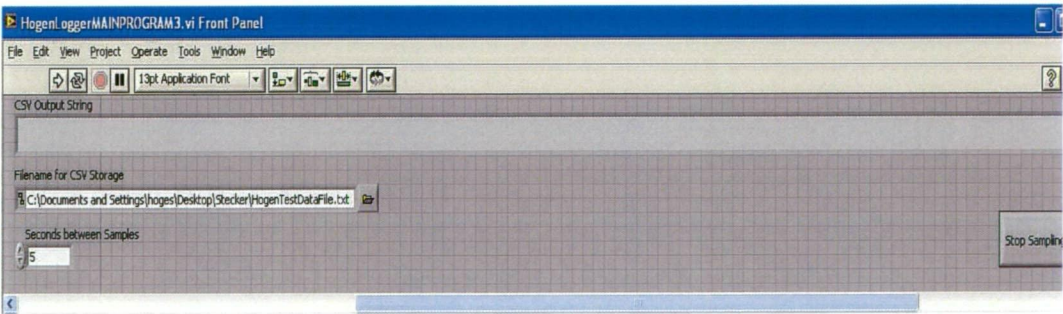 HogenLoggerMAINPROGRAM3.vi Front Panel
File Edit View Project Operate Tools Window Help
13pt Application Font
?
CSV Output String
Filename for CSV Storage
C:\Documents and Settings\hoges\Desktop\Stecker\HogenTestDataFile.txt
Seconds between Samples
5
Stop Sampling